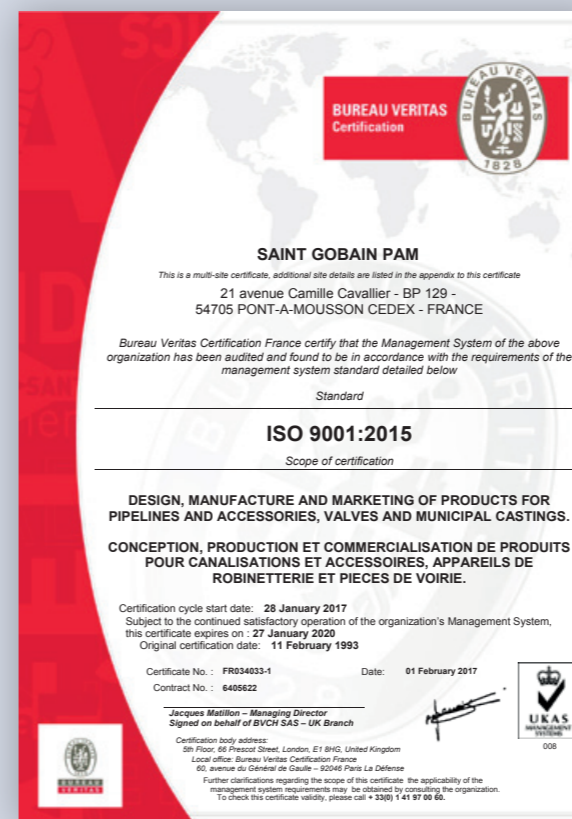 BUREAU VERITAS
Certification
BUREAU VERITAS
1828
SAINT GOBAIN PAM
This is a multi-site certificate, additional site details are listed in the appendix to this certificate
21 avenue Camille Cavallier - BP 129 -
54705 PONT-A-MOUSSON CEDEX - FRANCE
Bureau Veritas Certification France certify that the Management System of the above
organization has been audited and found to be in accordance with the requirements of the
management system standard detailed below
Standard
ISO 9001:2015
Scope of certification
DESIGN, MANUFACTURE AND MARKETING OF PRODUCTS FOR
PIPELINES AND ACCESSORIES, VALVES AND MUNICIPAL CASTINGS.
CONCEPTION, PRODUCTION ET COMMERCIALISATION DE PRODUITS
POUR CANALISATIONS ET ACCESSOIRES, APPAREILS DE
ROBINETTERIE ET PIECES DE VOIRIE.
Certification cycle start date: 28 January 2017
Subject to the continued satisfactory operation of the organization's Management System,
this certificate expires on : 27 January 2020
Original certification date: 11 February 1993
Certificate No. : FR034033-1 Date: 01 February 2017
Contract No. : 6405622
Jacques Matillon – Managing Director
Signed on behalf of BVCH SAS – UK Branch
Certification body address:
5th Floor, 66 Prescot Street, London, E1 8HG, United Kingdom
Local office: Bureau Veritas Certification France
60, avenue du Général de Gaulle – 92046 Paris La Défense
Further clarifications regarding the scope of this certificate the applicability of the
management system requirements may be obtained by consulting the organization.
To check this certificate validity, please call + 33(0) 1 41 97 00 60.
UKAS
MANAGEMENT
SYSTEMS
008
BUREAU
VERITAS